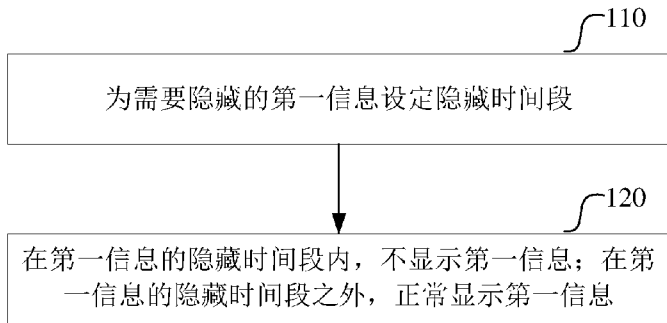 110
为需要隐藏的第一信息设定隐藏时间段
120
在第一信息的隐藏时间段内，不显示第一信息；在第
一信息的隐藏时间段之外，正常显示第一信息